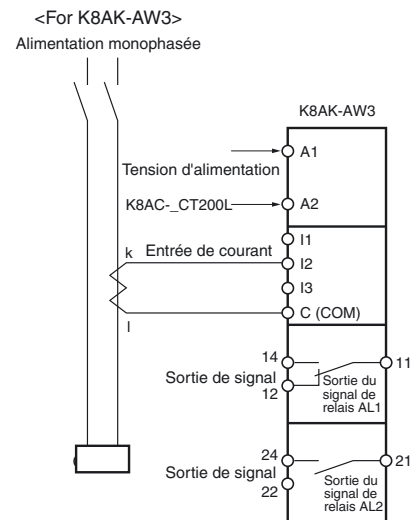 <For K8AK-AW3>
Alimentation monophasée
K8AK-AW3
A1
Tension d'alimentation
K8AC-_CT200L
A2
I1
k
Entrée de courant
I2
I3
l
C (COM)
14
11
Sortie de signal
12
Sortie du
signal de
relais AL1
24
21
Sortie de signal
22
Sortie du
signal de
relais AL2